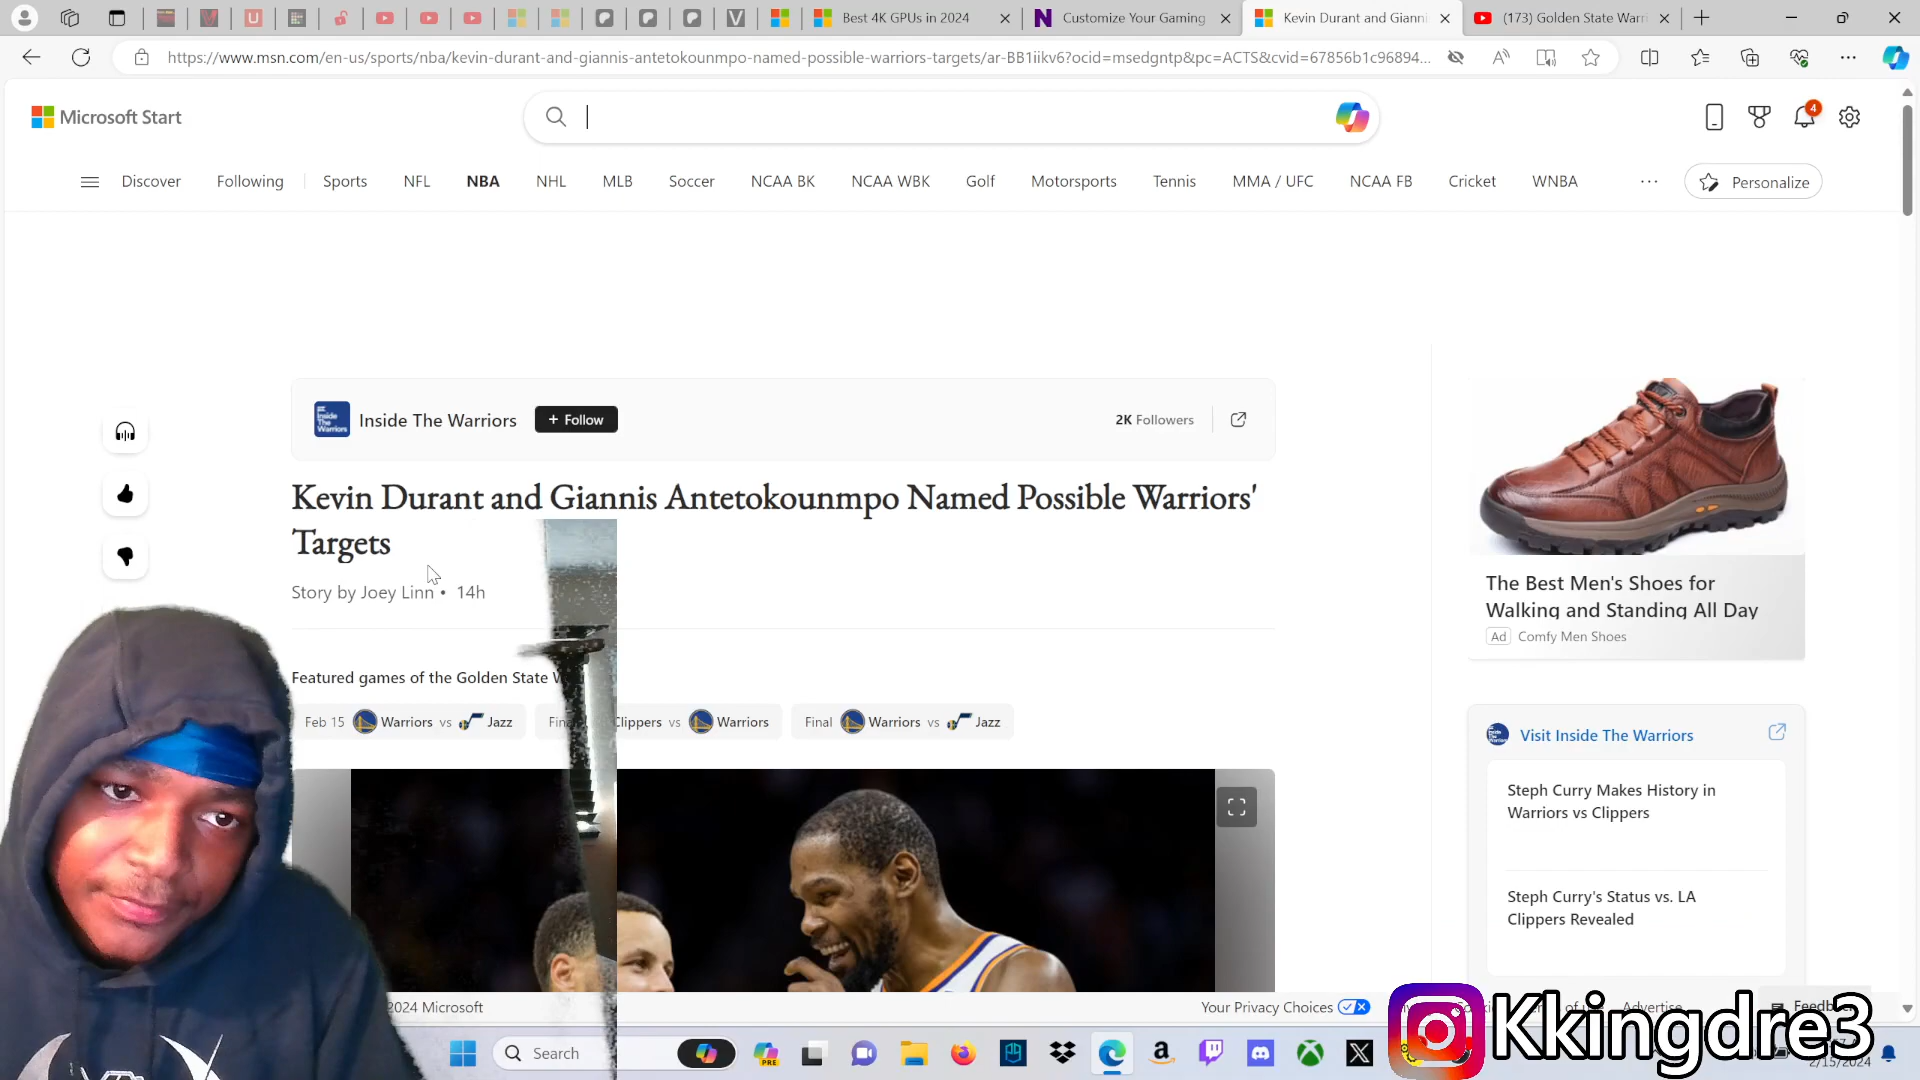 Best 4K GPUs in 2024
Customize Your Gaming
Kevin Durant and Gianni
(173) Golden State Warri
https://www.msn.com/en-us/sports/nba/kevin-durant-and-giannis-antetokounmpo-named-possible-warriors-targets/ar-BB1iikv6?ocid=msedgntp&pc=ACTS&cvid=67856b1c96894...
Microsoft Start
4
Discover Following Sports NFL NBA NHL MLB Soccer NCAA BK NCAA WBK Golf Motorsports Tennis MMA / UFC NCAA FB Cricket WNBA ... Personalize
Inside The Warriors + Follow 2K Followers
Kevin Durant and Giannis Antetokounmpo Named Possible Warriors'
Targets
Story by Joey Linn • 14h
Featured games of the Golden State
Feb 15 Warriors vs Jazz
Clippers vs Warriors
Final Warriors vs Jazz
The Best Men's Shoes for
Walking and Standing All Day
Ad Comfy Men Shoes
Visit Inside The Warriors
Steph Curry Makes History in
Warriors vs Clippers
Steph Curry's Status vs. LA
Clippers Revealed
2024 Microsoft
Your Privacy Choices
Advertise
Kkingdre3
Search
PRE
2/15/2024